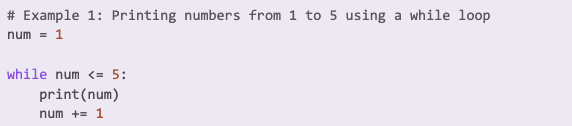 # Example 1: Printing numbers from 1 to 5 using a while loop
num = 1

while num <= 5:
    print(num)
    num += 1